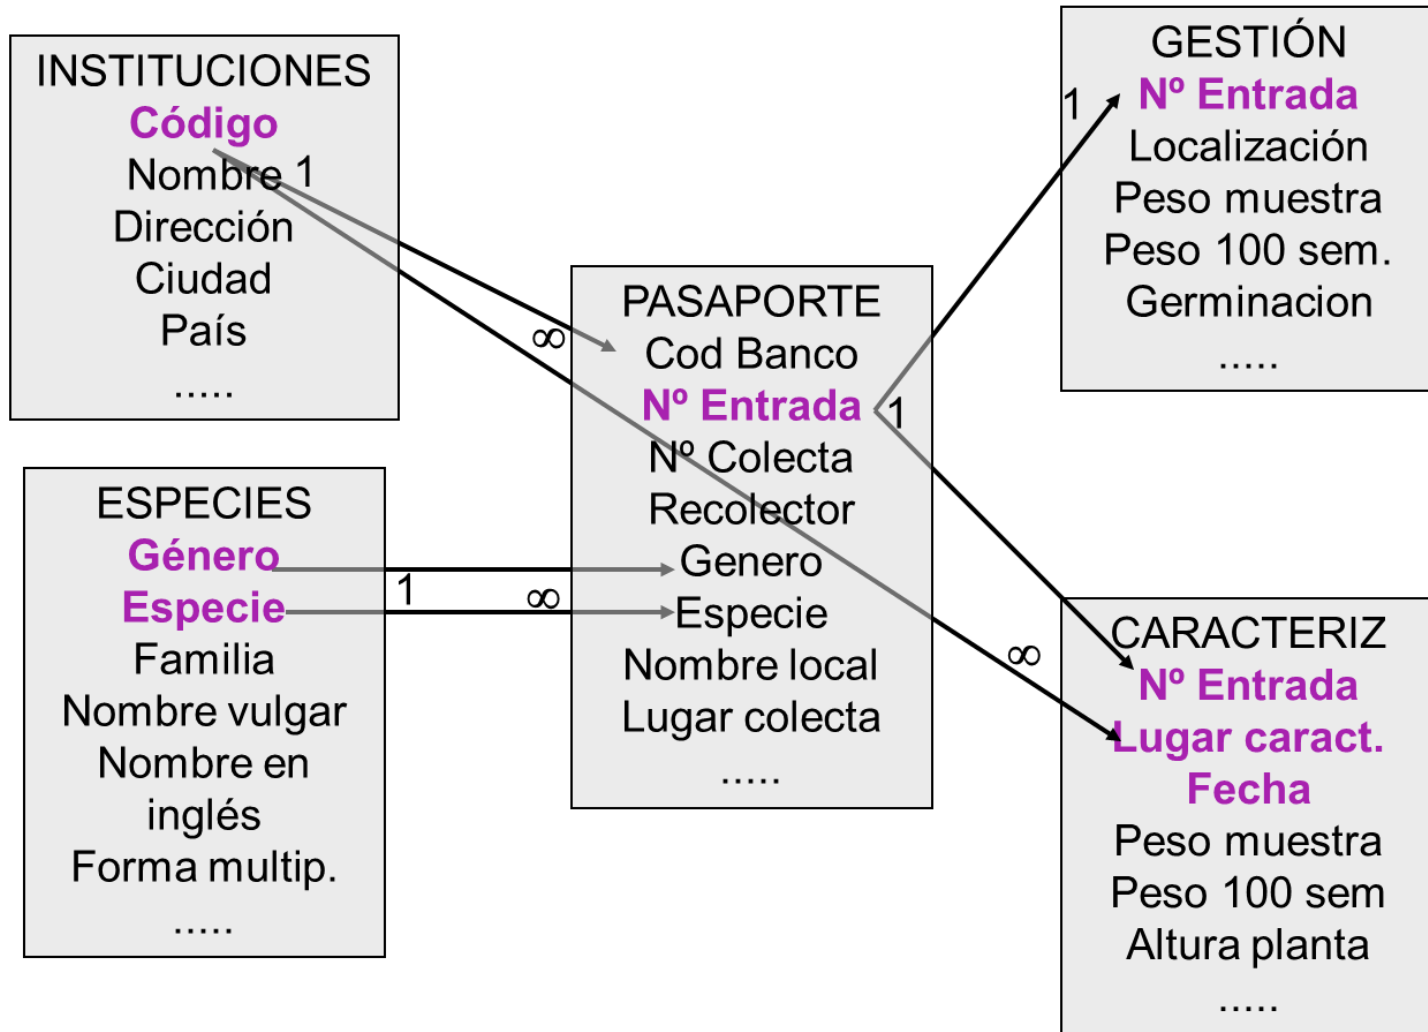 INSTITUCIONES
Código
Nombre 1
Dirección
Ciudad
País
.....
ESPECIES
Género
Especie
Familia
Nombre vulgar
Nombre en
inglés
Forma multip.
.....
1
∞
∞
PASAPORTE
Cod Banco
Nº Entrada
Nº Colecta
Recolector
Genero
Especie
Nombre local
Lugar colecta
.....
1
1
∞
GESTIÓN
Nº Entrada
Localización
Peso muestra
Peso 100 sem.
Germinacion
.....
CARACTERIZ
Nº Entrada
Lugar caract.
Fecha
Peso muestra
Peso 100 sem
Altura planta
.....